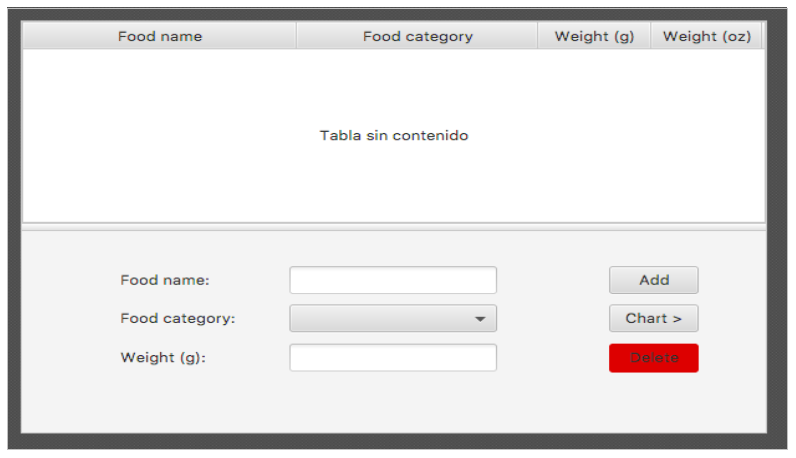 Food name Food category Weight (g) Weight (oz)
Tabla sin contenido
Food name: Add
Food category: Chart >
Weight (g): Delete